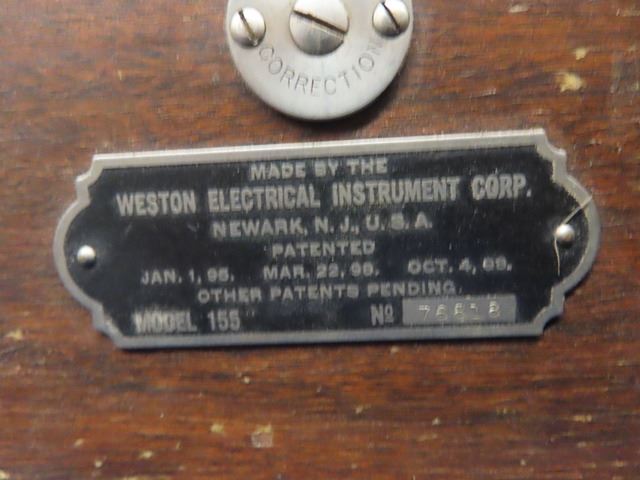 CORRECTION
MADE BY THE
WESTON ELECTRICAL INSTRUMENT CORP.
NEWARK, N. J., U. S. A.
PATENTED
JAN. 1, 95. MAR. 22, 98. OCT. 4, 98.
OTHER PATENTS PENDING.
MODEL 155 Nº